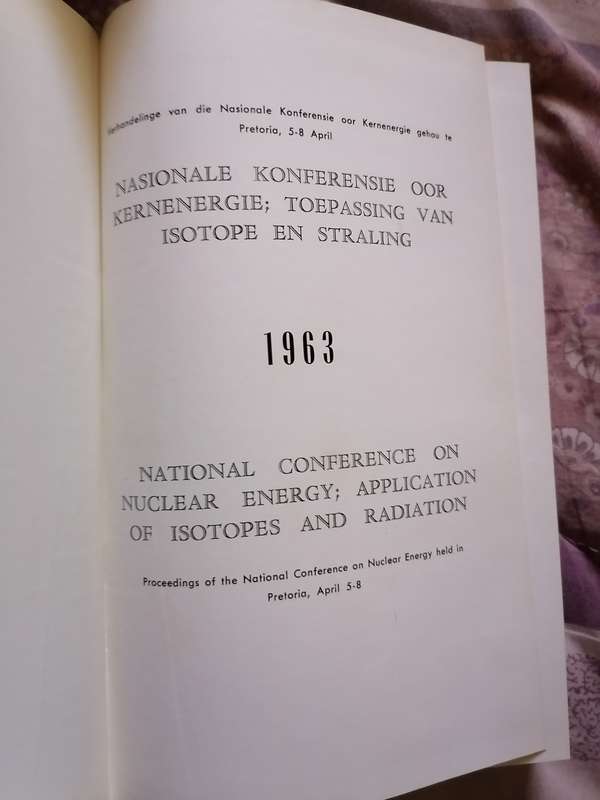 Verhandelinge van die Nasionale Konferensie oor Kernenergie gehou te
Pretoria, 5-8 April
NASIONALE KONFERENSIE OOR
KERNENERGIE; TOEPASSING VAN
ISOTOPE EN STRALING
1963
NATIONAL CONFERENCE ON
NUCLEAR ENERGY; APPLICATION
OF ISOTOPES AND RADIATION
Proceedings of the National Conference on Nuclear Energy held in
Pretoria, April 5-8